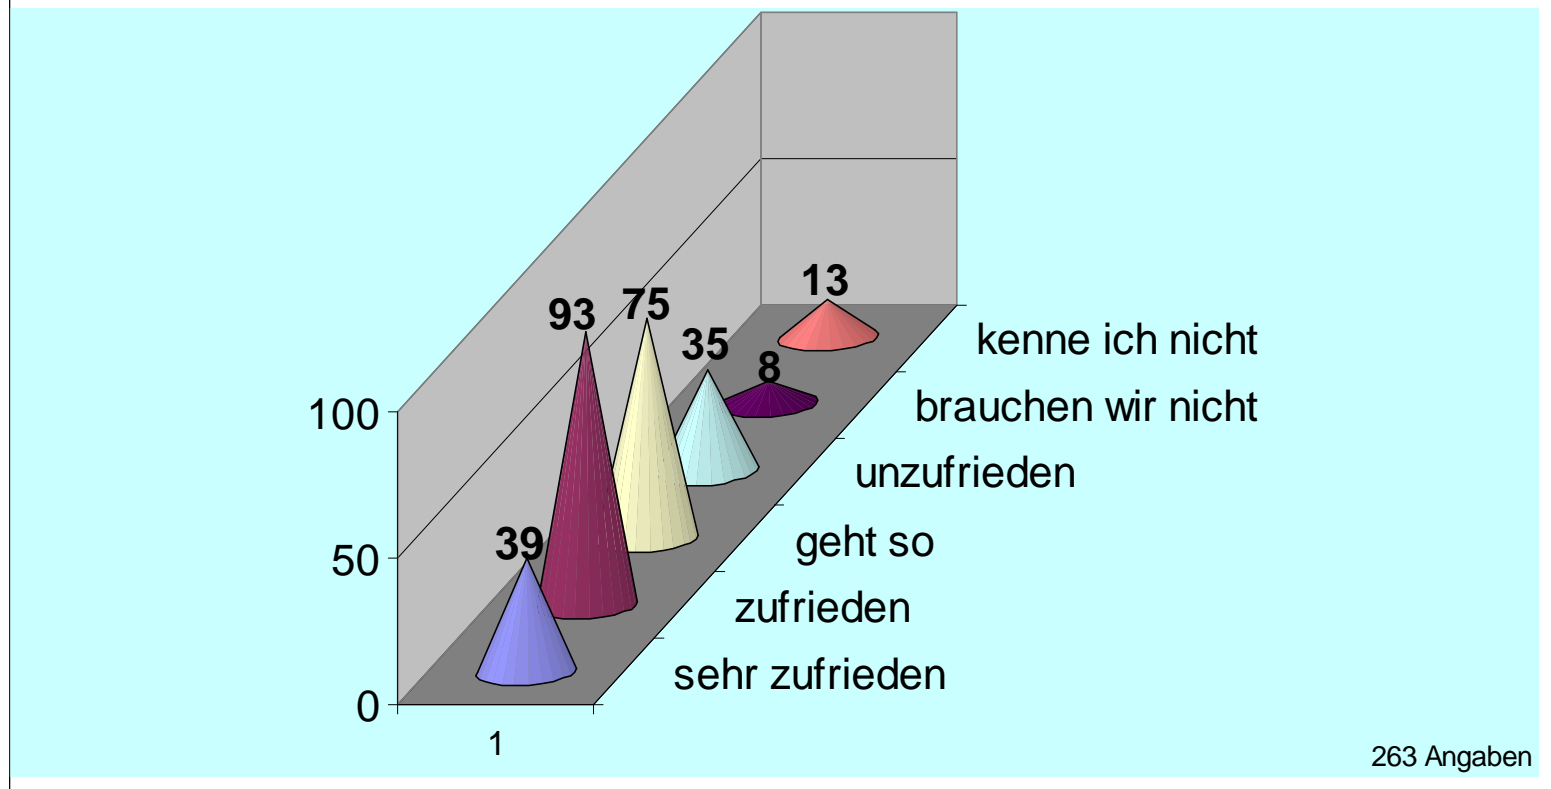 13
93
75
35
8
39
100
50
0
1
kenne ich nicht
brauchen wir nicht
unzufrieden
geht so
zufrieden
sehr zufrieden
263 Angaben